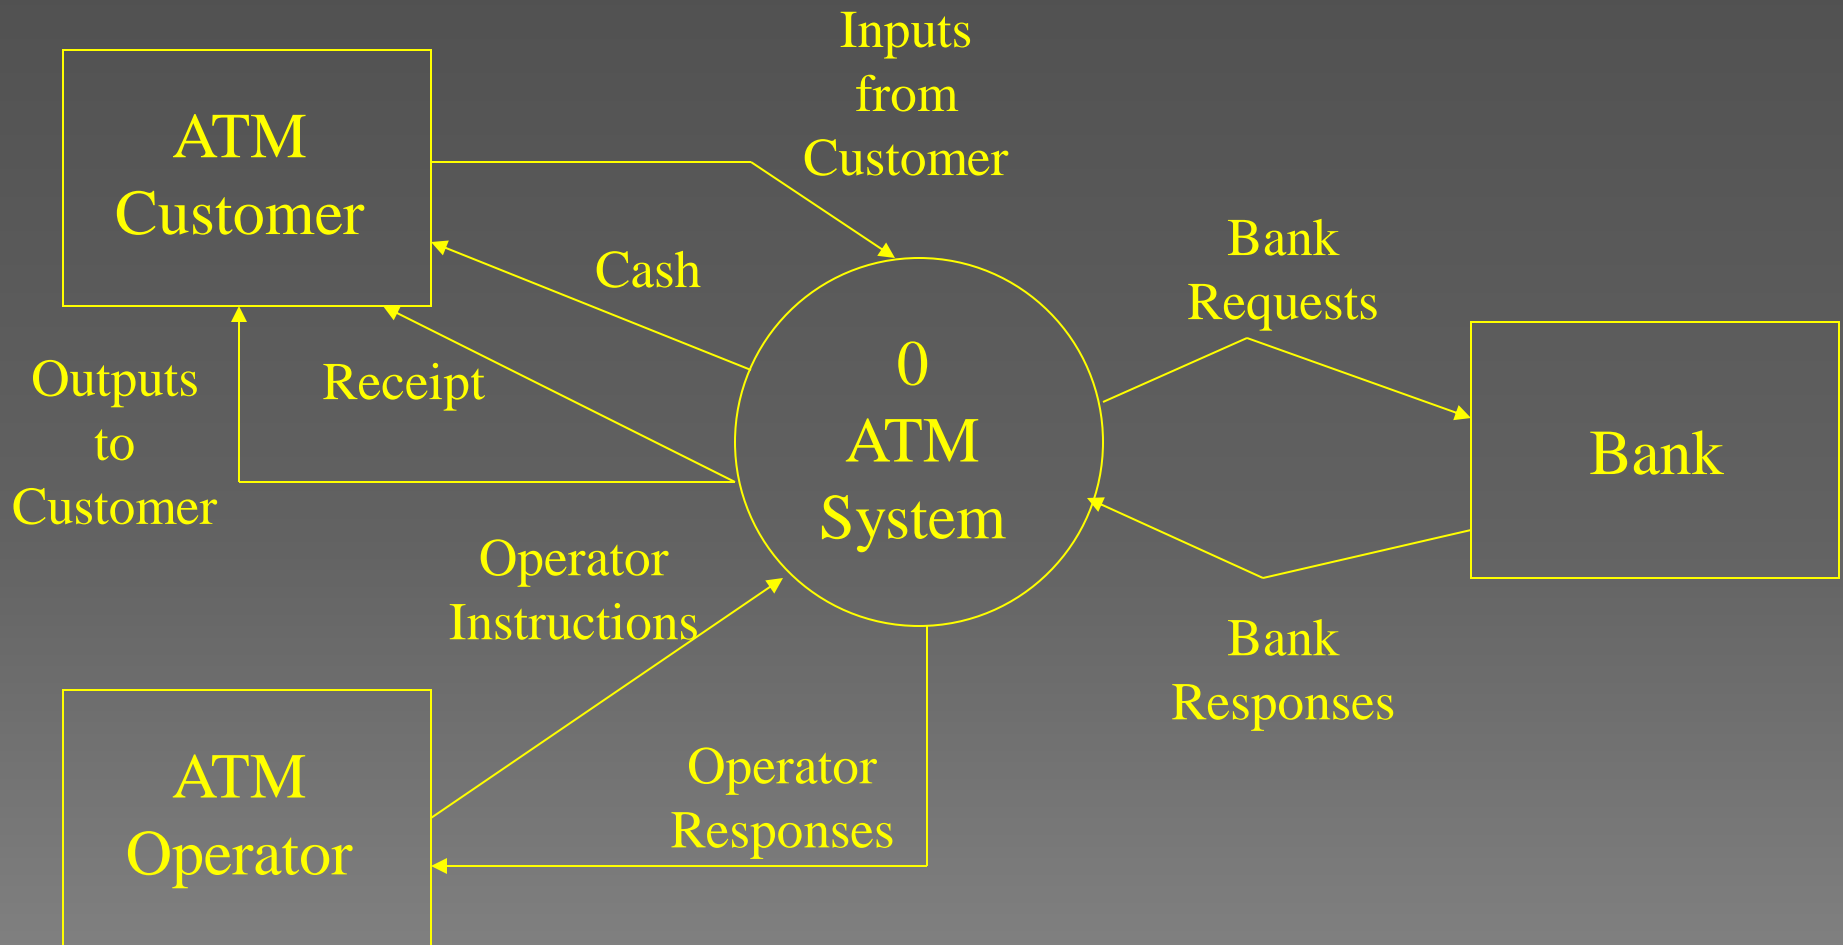 Inputs
from
Customer
ATM
Customer
Cash
Bank
Requests
Outputs
to
Customer
Receipt
0
ATM
System
Bank
Operator
Instructions
Bank
Responses
ATM
Operator
Operator
Responses